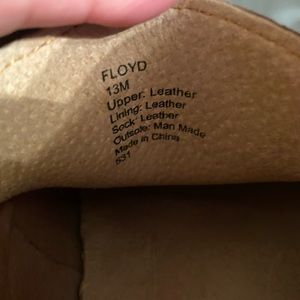 FLOYD
13M
Upper: Leather
Lining: Leather
Sock: Leather
Outsole: Man Made
Made in China
531